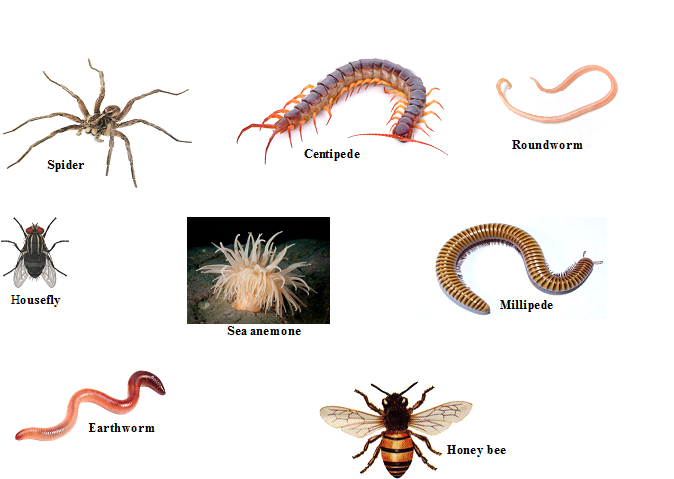 Spider
Centipede
Roundworm
Housefly
Sea anemone
Millipede
Earthworm
Honey bee